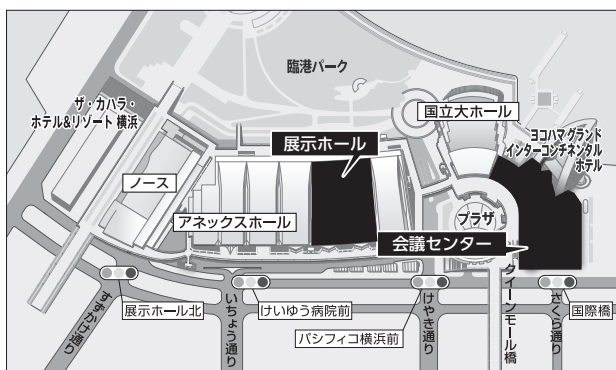 臨港パーク
ザ・カハラ・
ホテル&リゾート 横浜
国立大ホール
ヨコハマ グランド
インターコンチネンタル
ホテル
展示ホール
ノース
アネックスホール
プラザ
会議センター
クイーンモール橋
展示ホール北
けいゆう病院前
パシフィコ横浜前
国際橋
すずかけ通り
いちょう通り
けやき通り
さくら通り